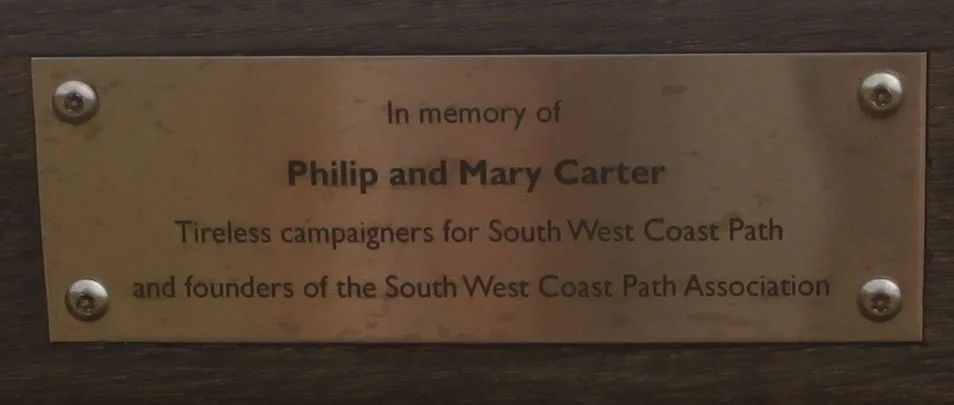 In memory of
Philip and Mary Carter
Tireless campaigners for South West Coast Path
and founders of the South West Coast Path Association